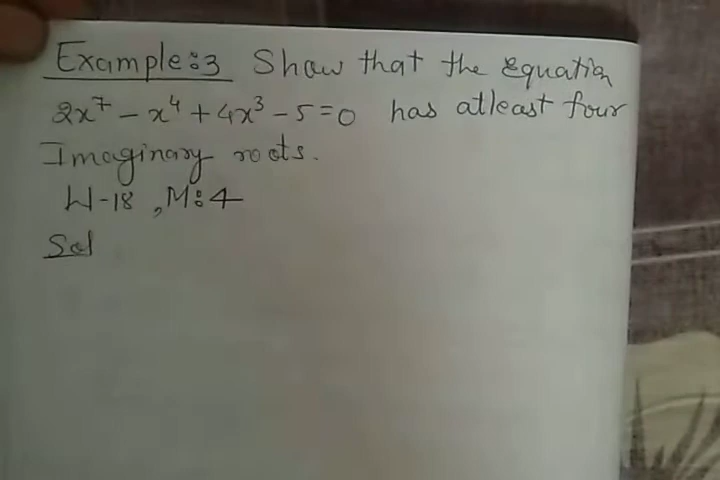 Example:3 Show that the equation
2x⁷ - x⁴ + 4x³ - 5 = 0 has atleast four
Imaginary roots.
W-18, M:4
Sol